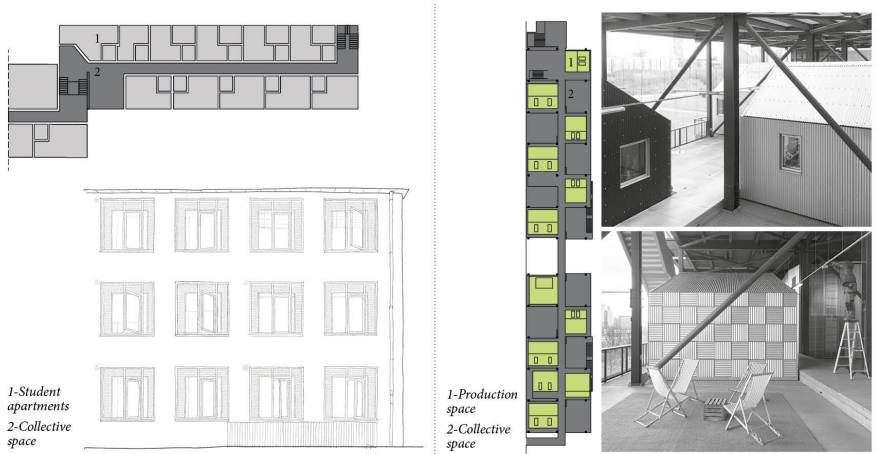 1
2
1-Student
apartments
2-Collective
space
1
2
1-Production
space
2-Collective
space